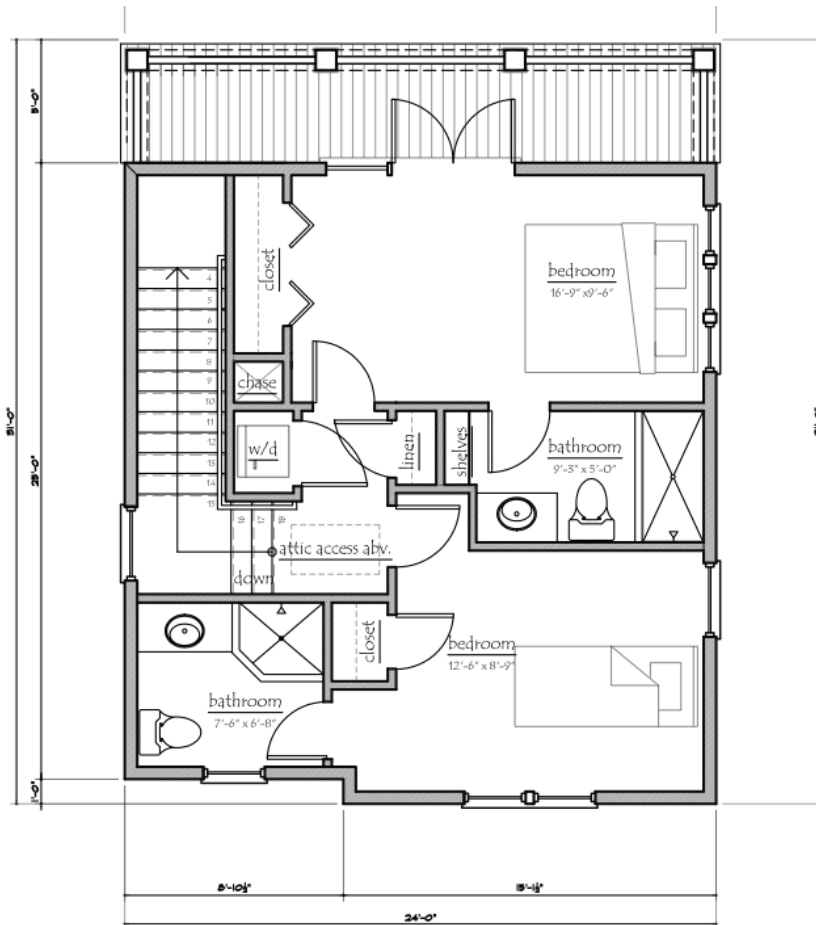 5'-0"
closet
bedroom
16'-9" x9'-6"
4
5
6
7
8
9
10
11
12
13
14
15
chase
31'-0"
25'-0"
w/d
linen
shelves
bathroom
9'-3" x 5'-0"
16
17
18
attic access abv.
down
closet
bedroom
12'-6" x 8'-9"
bathroom
7'-6" x 6'-8"
1'-0"
8'-10½"
15'-1½"
24'-0"